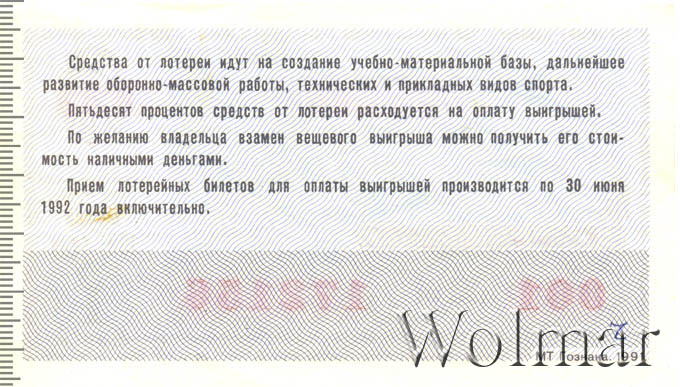 Средства от лотереи идут на создание учебно-материальной базы, дальнейшее
развитие оборонно-массовой работы, технических и прикладных видов спорта.
Пятьдесят процентов средств от лотереи расходуется на оплату выигрышей.
По желанию владельца взамен вещевого выигрыша можно получить его стои-
мость наличными деньгами.
Прием лотерейных билетов для оплаты выигрышей производится по 30 июня
1992 года включительно.
Wolmar
7
МТ Гознака. 1991.